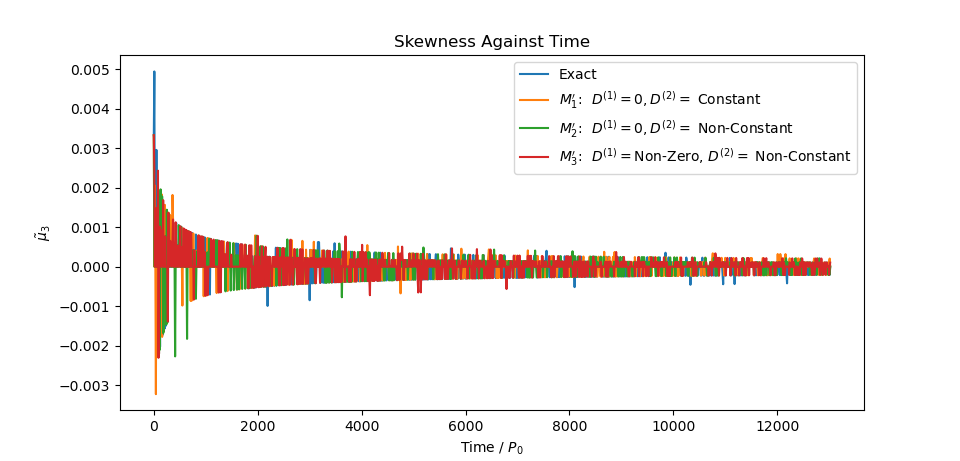 Skewness Against Time
Exact
M′₁: D⁽¹⁾ = 0, D⁽²⁾ = Constant
M′₂: D⁽¹⁾ = 0, D⁽²⁾ = Non-Constant
M′₃: D⁽¹⁾ =Non-Zero, D⁽²⁾ = Non-Constant
0.005
0.004
0.003
0.002
0.001
0.000
−0.001
−0.002
−0.003
μ̃₃
0 2000 4000 6000 8000 10000 12000
Time / P₀